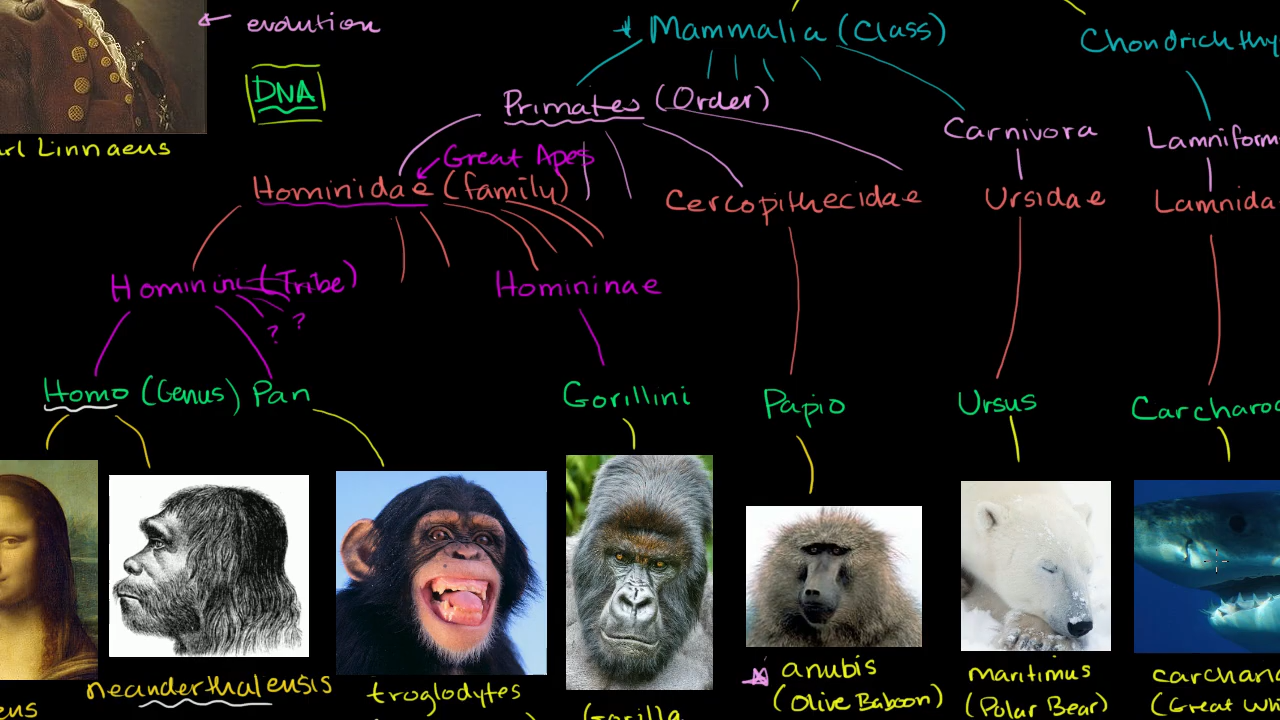 evolution
Mammalia (Class)
Chondrichthy
DNA
Primates (Order)
Carnivora
Lamniform
arl Linnaeus
Great Apes
Hominidae (family)
Cercopithecidae
Ursidae
Lamnida
Hominini (Tribe)
Homininae
? ?
Homo (Genus) Pan
Gorillini
Papio
Ursus
Carcharod
neanderthalensis
troglodytes
Gorilla
anubis
(Olive Baboon)
maritimus
(Polar Bear)
carchari
(Great Wh
ens